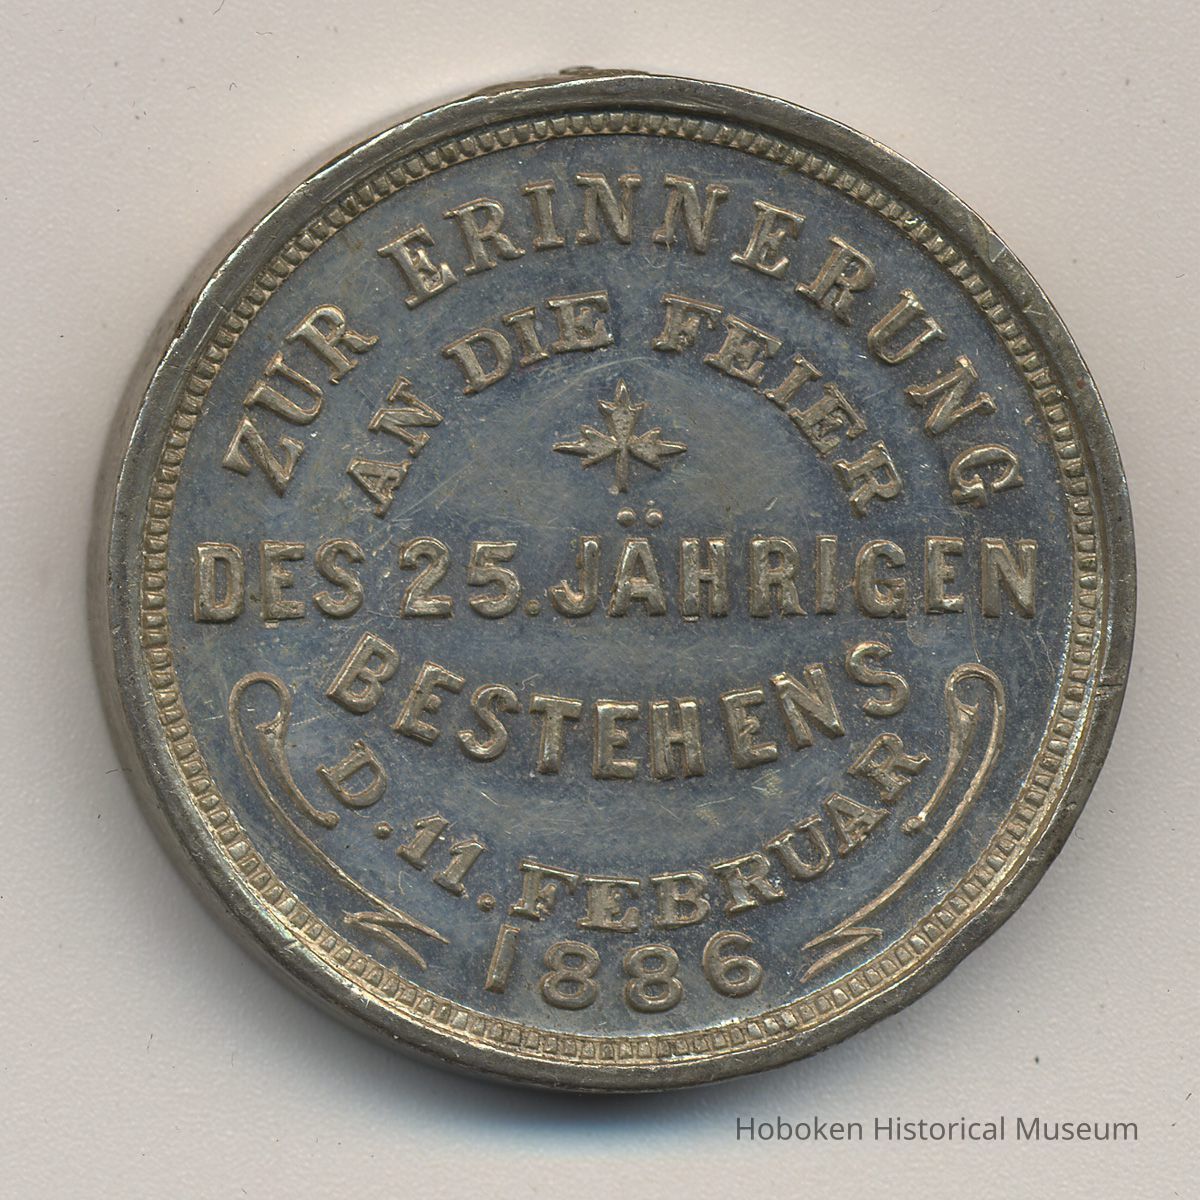 ZUR ERINNERUNG
AN DIE FEIER
DES 25. JÄHRIGEN
BESTEHENS
D. 11. FEBRUAR
1886
Hoboken Historical Museum